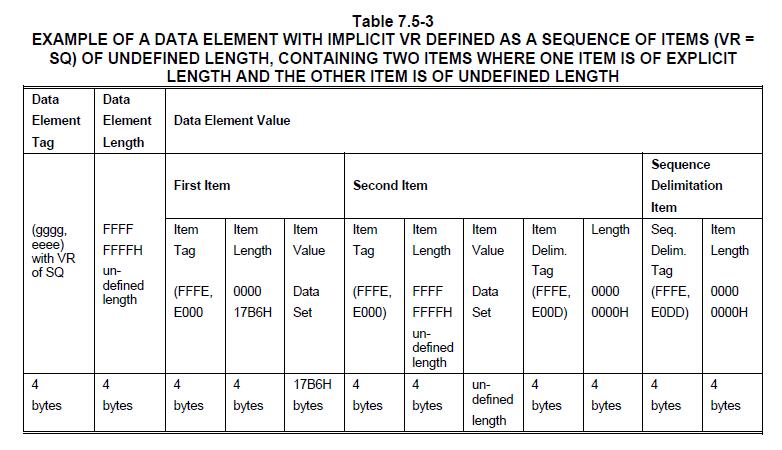 Table 7.5-3
EXAMPLE OF A DATA ELEMENT WITH IMPLICIT VR DEFINED AS A SEQUENCE OF ITEMS (VR =
SQ) OF UNDEFINED LENGTH, CONTAINING TWO ITEMS WHERE ONE ITEM IS OF EXPLICIT
LENGTH AND THE OTHER ITEM IS OF UNDEFINED LENGTH
Data
Element
Tag
Data
Element
Length
Data Element Value
(gggg,
eeee)
with VR
of SQ
FFFF
FFFFH
un-
defined
length
First Item
Second Item
Sequence
Delimitation
Item
Item
Tag
(FFFE,
E000
Item
Length
0000
17B6H
Item
Value
Data
Set
Item
Tag
(FFFE,
E000)
Item
Length
FFFF
FFFFH
un-
defined
length
Item
Value
Data
Set
Item
Delim.
Tag
(FFFE,
E00D)
Length
0000
0000H
Seq.
Delim.
Tag
(FFFE,
E0DD)
Item
Length
0000
0000H
4
bytes
4
bytes
4
bytes
4
bytes
17B6H
bytes
4
bytes
4
bytes
un-
defined
length
4
bytes
4
bytes
4
bytes
4
bytes